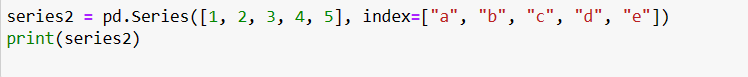 series2 = pd.Series([1, 2, 3, 4, 5], index=["a", "b", "c", "d", "e"])
print(series2)